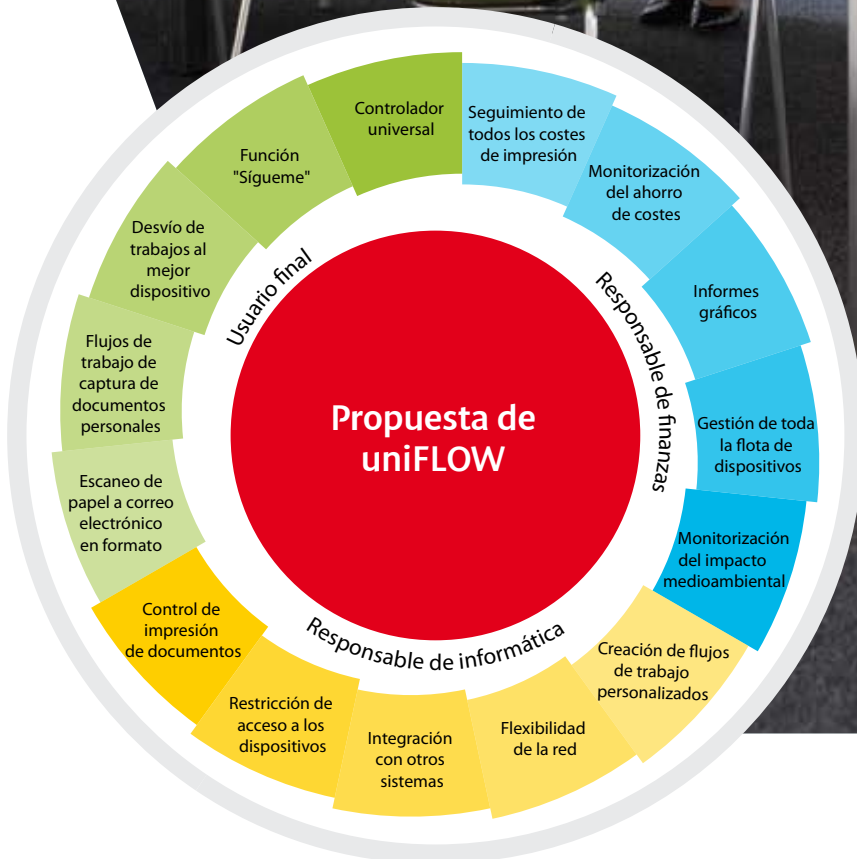 Controlador
universal
Seguimiento de
todos los costes
de impresión
Monitorización
del ahorro
de costes
Informes
gráficos
Gestión de toda
la flota de
dispositivos
Monitorización
del impacto
medioambiental
Creación de flujos
de trabajo
personalizados
Flexibilidad
de la red
Integración
con otros
sistemas
Restricción de
acceso a los
dispositivos
Control de
impresión
de documentos
Escaneo de
papel a correo
electrónico
en formato
Flujos de
trabajo de
captura de
documentos
personales
Desvío de
trabajos al
mejor
dispositivo
Función
"Sígueme"
Usuario final
Responsable de finanzas
Responsable de informática
Propuesta de
uniFLOW